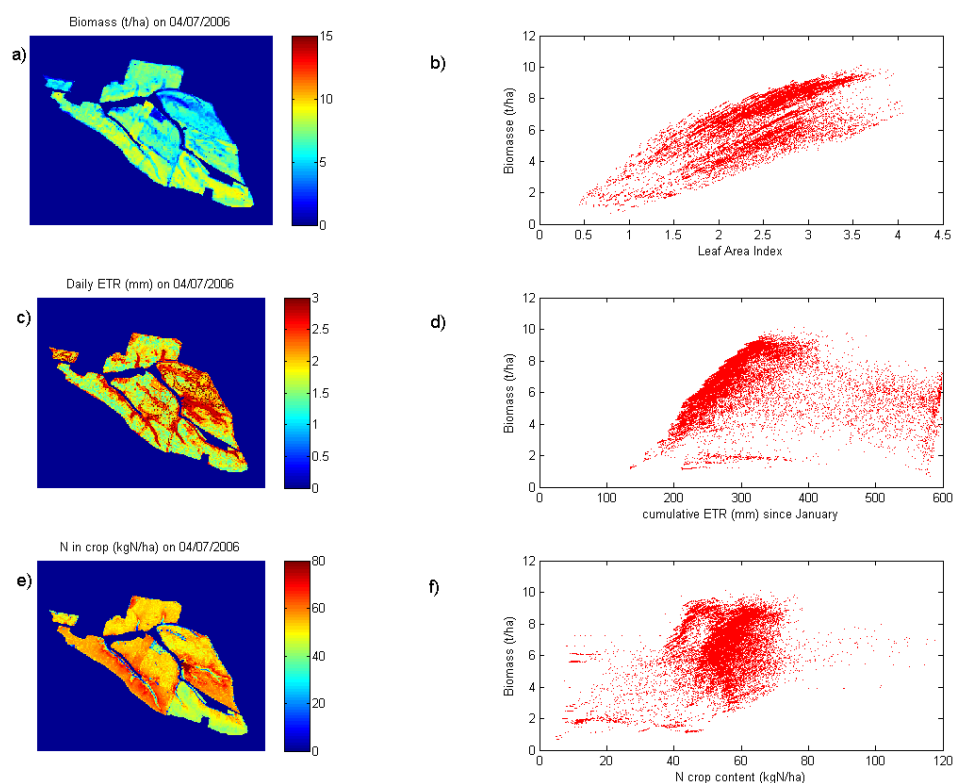 Biomass (t/ha) on 04/07/2006
a)
15
10
5
0
b)
12
10
8
6
4
2
0
Biomasse (t/ha)
0 0.5 1 1.5 2 2.5 3 3.5 4 4.5
Leaf Area Index
Daily ETR (mm) on 04/07/2006
c)
3
2.5
2
1.5
1
0.5
0
d)
12
10
8
6
4
2
0
Biomass (t/ha)
0 100 200 300 400 500 600
cumulative ETR (mm) since January
N in crop (kgN/ha) on 04/07/2006
e)
80
60
40
20
0
f)
12
10
8
6
4
2
0
Biomass (t/ha)
0 20 40 60 80 100 120
N crop content (kgN/ha)